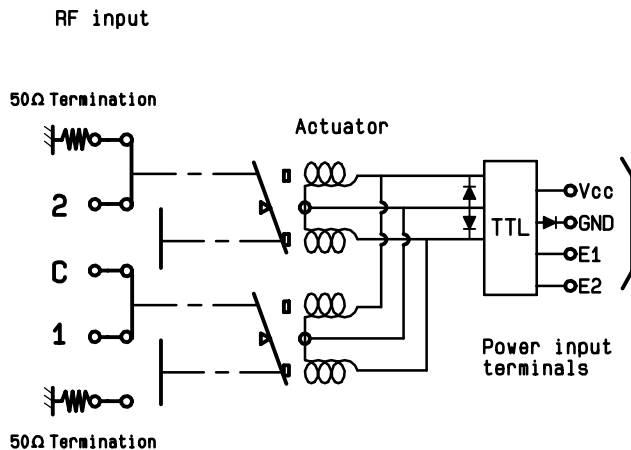 RF input
50Ω Termination
Actuator
2
C
1
TTL
Vcc
GND
E1
E2
Power input
terminals
50Ω Termination